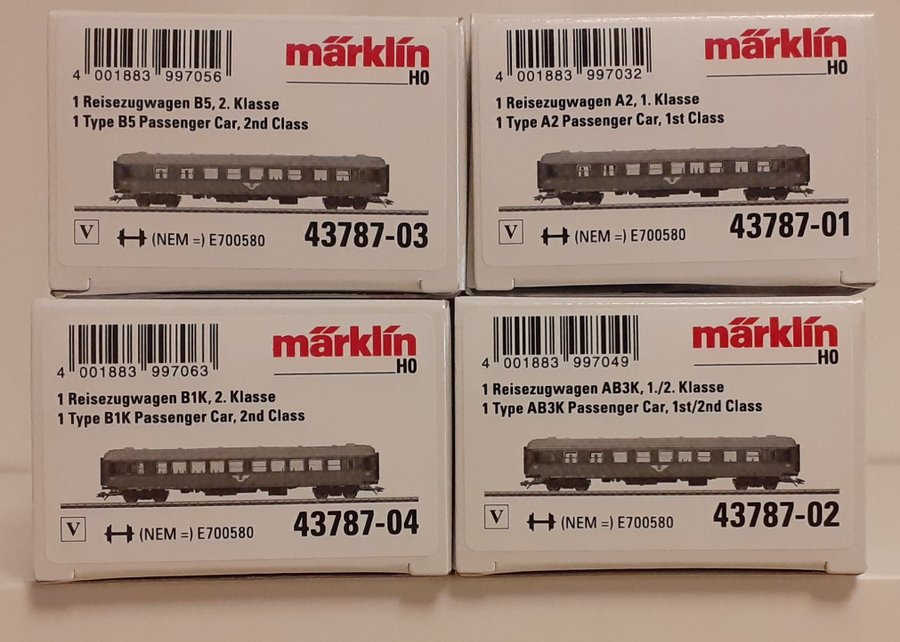 4 001883 997056
märklin
H0
1 Reisezugwagen B5, 2. Klasse
1 Type B5 Passenger Car, 2nd Class
V (NEM =) E700580 43787-03
4 001883 997032
märklin
H0
1 Reisezugwagen A2, 1. Klasse
1 Type A2 Passenger Car, 1st Class
V (NEM =) E700580 43787-01
4 001883 997063
märklin
H0
1 Reisezugwagen B1K, 2. Klasse
1 Type B1K Passenger Car, 2nd Class
V (NEM =) E700580 43787-04
4 001883 997049
märklin
H0
1 Reisezugwagen AB3K, 1./2. Klasse
1 Type AB3K Passenger Car, 1st/2nd Class
V (NEM =) E700580 43787-02